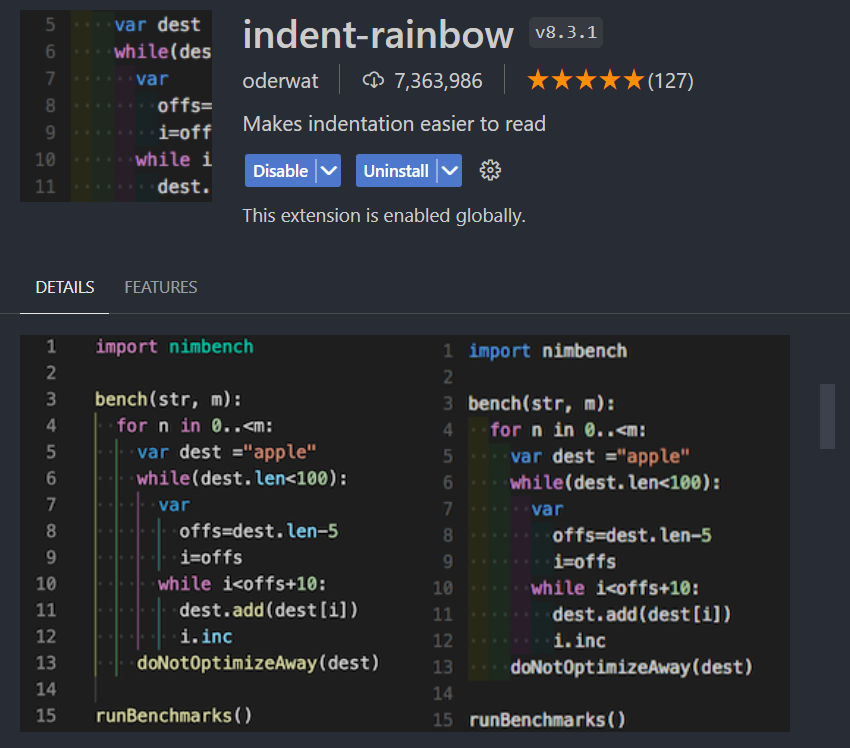 5 var dest
6 while(des
7 var
8 offs=
9 i=off
10 while i
11 dest.
indent-rainbow v8.3.1
oderwat 7,363,986 ★★★★★(127)
Makes indentation easier to read
Disable Uninstall
This extension is enabled globally.
DETAILS FEATURES
1 import nimbench
2
3 bench(str, m):
4 for n in 0..<m:
5 var dest ="apple"
6 while(dest.len<100):
7 var
8 offs=dest.len-5
9 i=offs
10 while i<offs+10:
11 dest.add(dest[i])
12 i.inc
13 doNotOptimizeAway(dest)
14
15 runBenchmarks()
1 import nimbench
2
3 bench(str, m):
4 for n in 0..<m:
5 var dest ="apple"
6 while(dest.len<100):
7 var
8 offs=dest.len-5
9 i=offs
10 while i<offs+10:
11 dest.add(dest[i])
12 i.inc
13 doNotOptimizeAway(dest)
14
15 runBenchmarks()